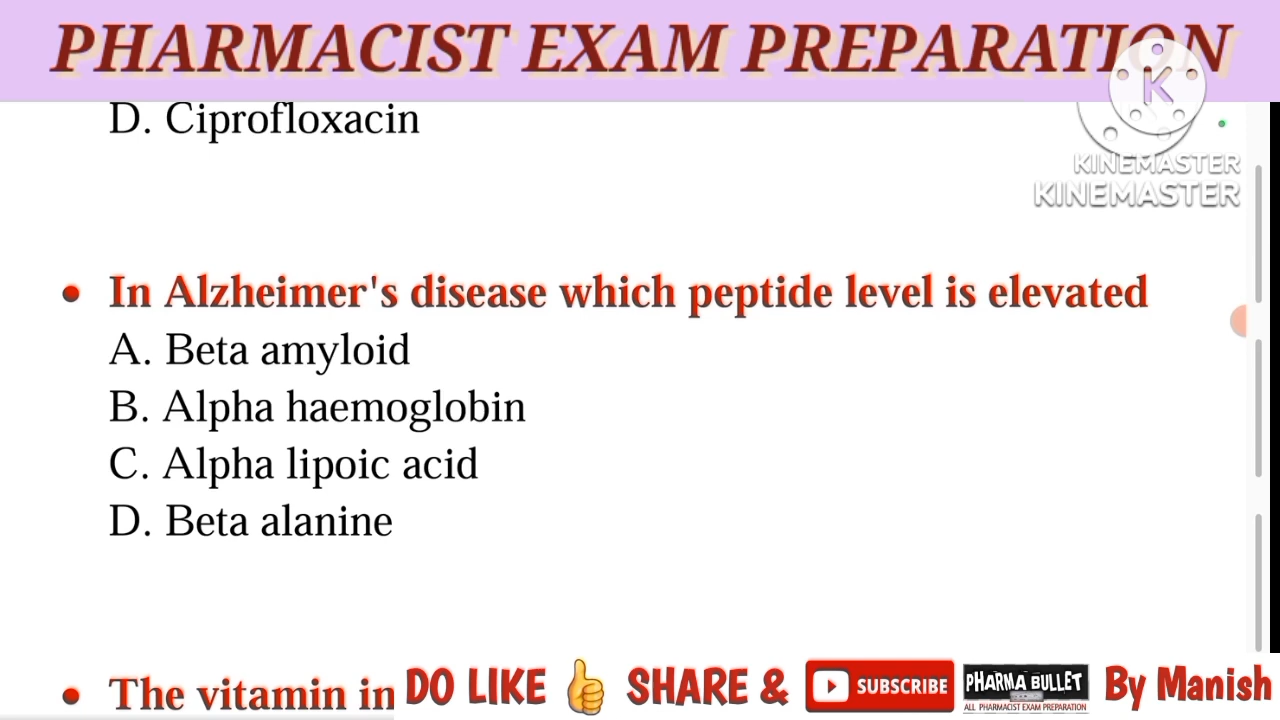 PHARMACIST EXAM PREPARATION
D. Ciprofloxacin
K
KINEMASTER
KINEMASTER
• In Alzheimer's disease which peptide level is elevated
A. Beta amyloid
B. Alpha haemoglobin
C. Alpha lipoic acid
D. Beta alanine
• The vitamin in
DO LIKE 👍 SHARE & SUBSCRIBE PHARMA BULLET By Manish
ALL PHARMACIST EXAM PREPARATION